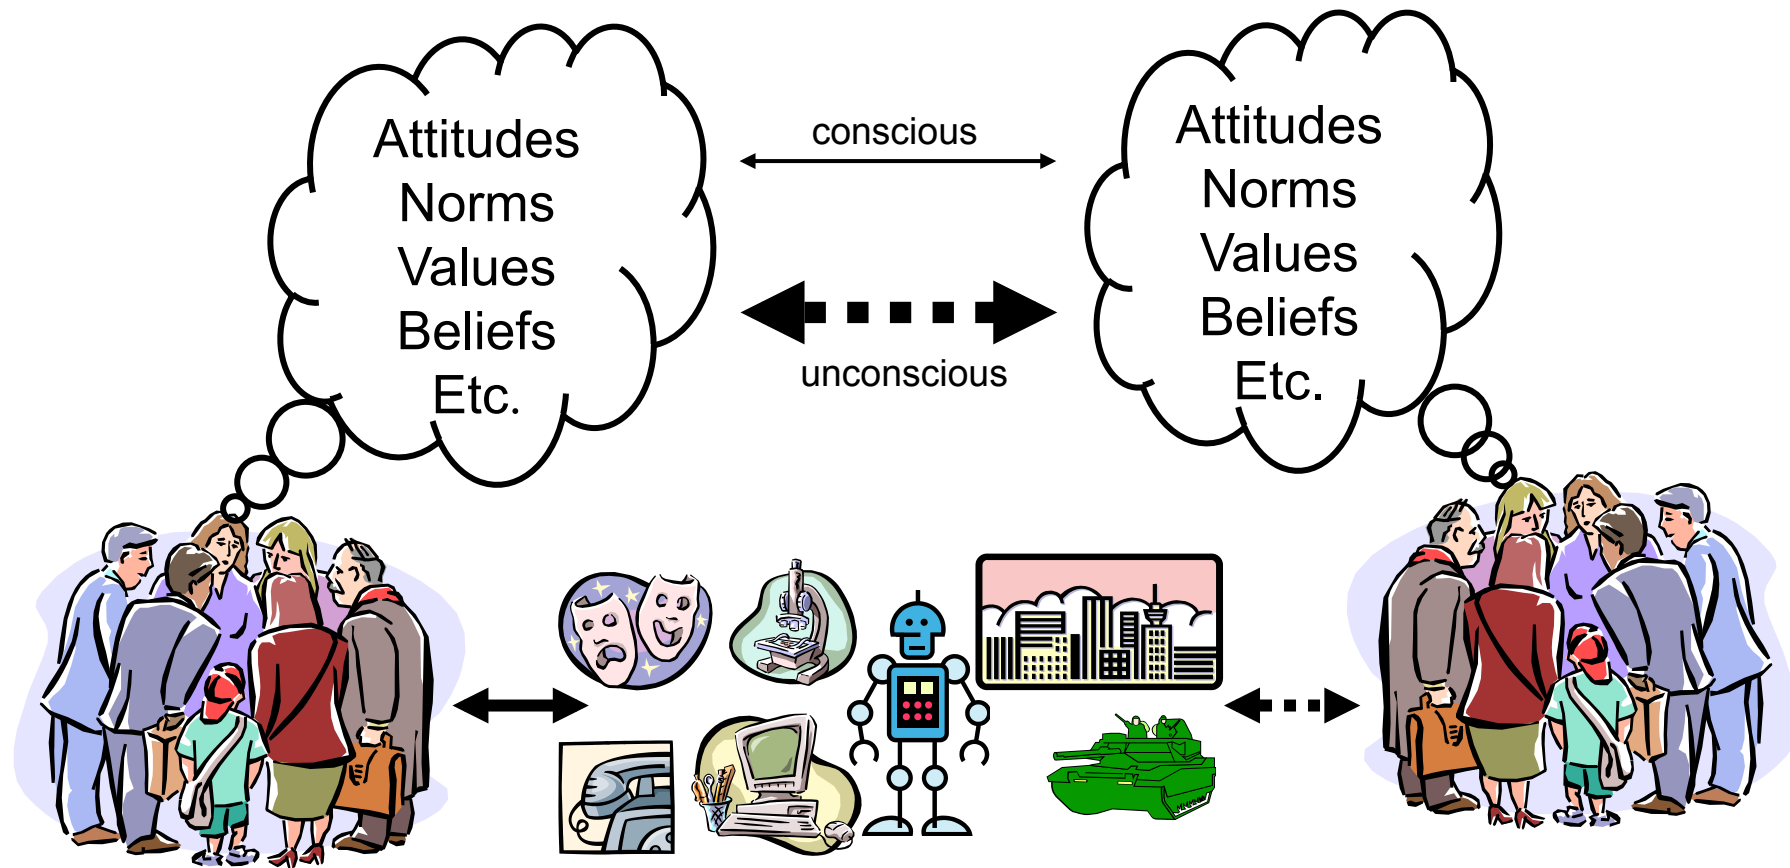 Attitudes
Norms
Values
Beliefs
Etc.
conscious
unconscious
Attitudes
Norms
Values
Beliefs
Etc.